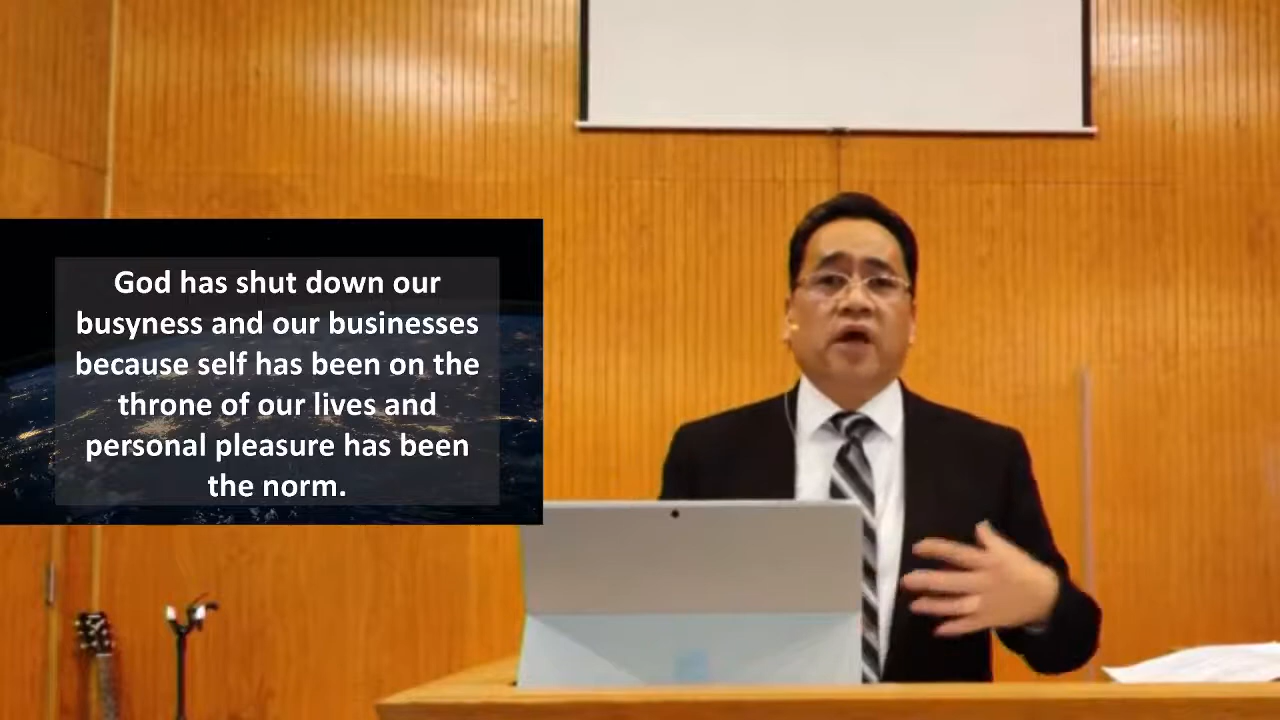 God has shut down our
busyness and our businesses
because self has been on the
throne of our lives and
personal pleasure has been
the norm.